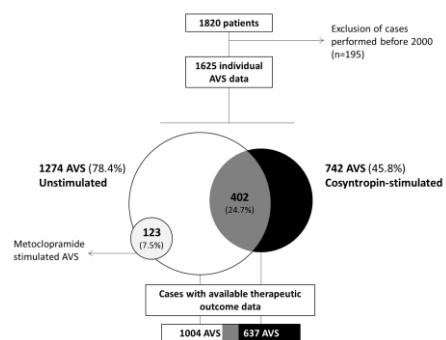 1820 patients
Exclusion of cases
performed before 2000
(n=195)
1625 individual
AVS data
1274 AVS (78.4%)
Unstimulated
742 AVS (45.8%)
Cosyntropin-stimulated
402
(24.7%)
123
(7.5%)
Metoclopramide
stimulated AVS
Cases with available therapeutic
outcome data
1004 AVS
637 AVS